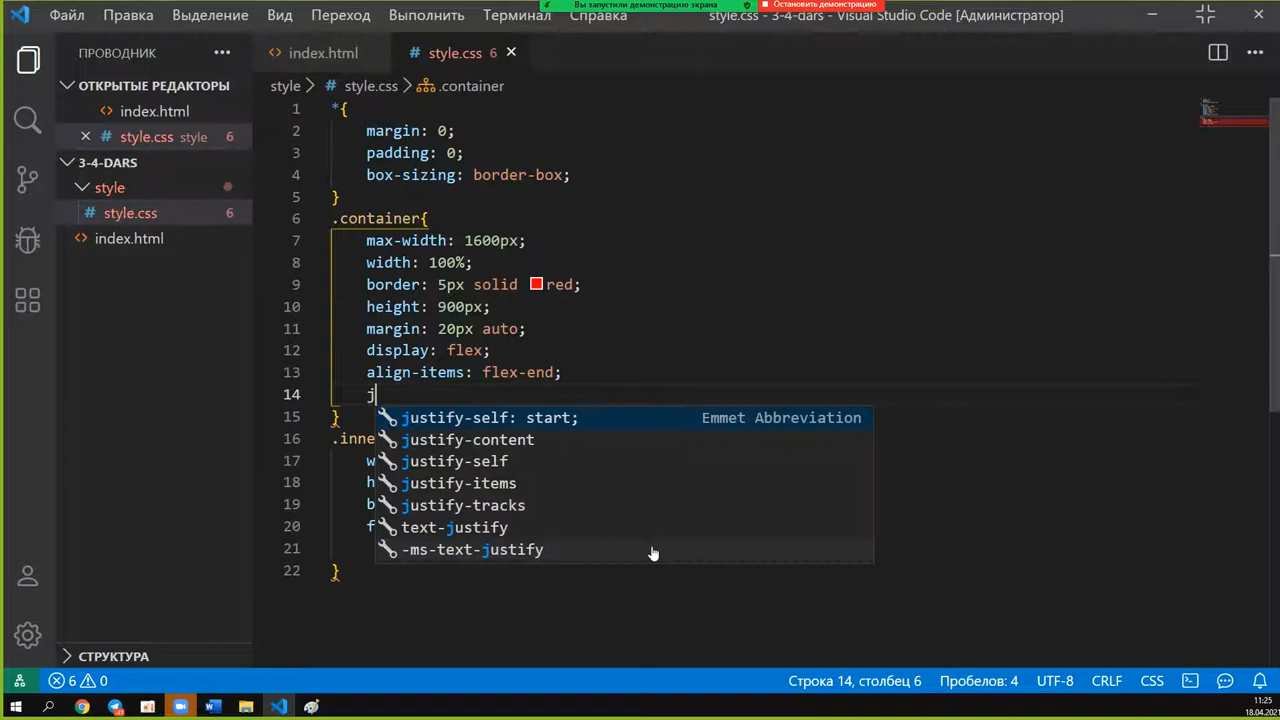 Вы запустили демонстрацию экрана
Остановить демонстрацию
Файл Правка Выделение Вид Переход Выполнить Терминал Справка
style.css - 3-4-dars - Visual Studio Code [Администратор]
ПРОВОДНИК
index.html
style.css 6
ОТКРЫТЫЕ РЕДАКТОРЫ
style > style.css > .container
index.html
style.css style 6
3-4-DARS
style
style.css 6
index.html
1 *{
2 margin: 0;
3 padding: 0;
4 box-sizing: border-box;
5 }
6 .container{
7 max-width: 1600px;
8 width: 100%;
9 border: 5px solid red;
10 height: 900px;
11 margin: 20px auto;
12 display: flex;
13 align-items: flex-end;
14 j
justify-self: start; Emmet Abbreviation
justify-content
justify-self
justify-items
justify-tracks
text-justify
-ms-text-justify
15 }
16 .inne
17 w
18 h
19 b
20 f
21
22 }
СТРУКТУРА
6 0
Строка 14, столбец 6 Пробелов: 4 UTF-8 CRLF CSS
11:25
18.04.2021